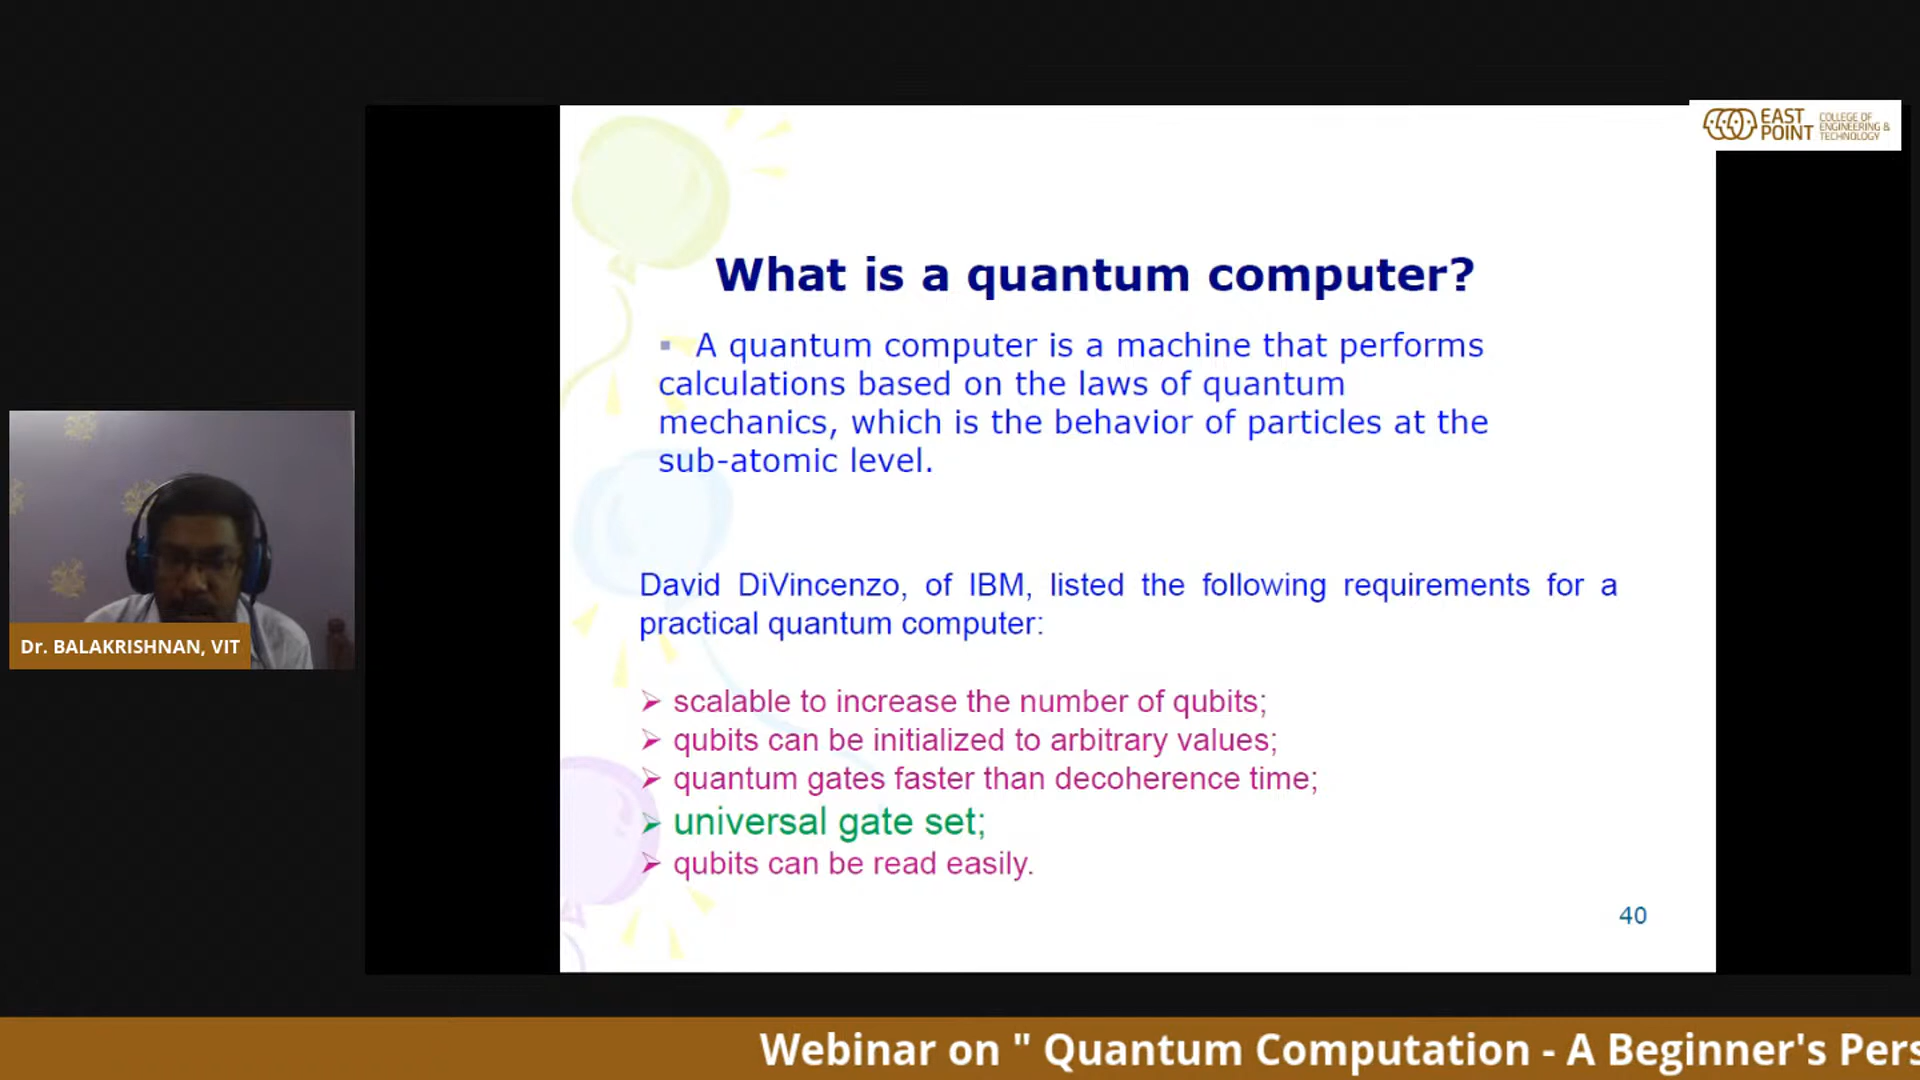 EAST
POINT
COLLEGE OF
ENGINEERING &
TECHNOLOGY
What is a quantum computer?
▪ A quantum computer is a machine that performs
calculations based on the laws of quantum
mechanics, which is the behavior of particles at the
sub-atomic level.
David DiVincenzo, of IBM, listed the following requirements for a
practical quantum computer:
➢ scalable to increase the number of qubits;
➢ qubits can be initialized to arbitrary values;
➢ quantum gates faster than decoherence time;
➢ universal gate set;
➢ qubits can be read easily.
40
Dr. BALAKRISHNAN, VIT
Webinar on " Quantum Computation - A Beginner's Pers